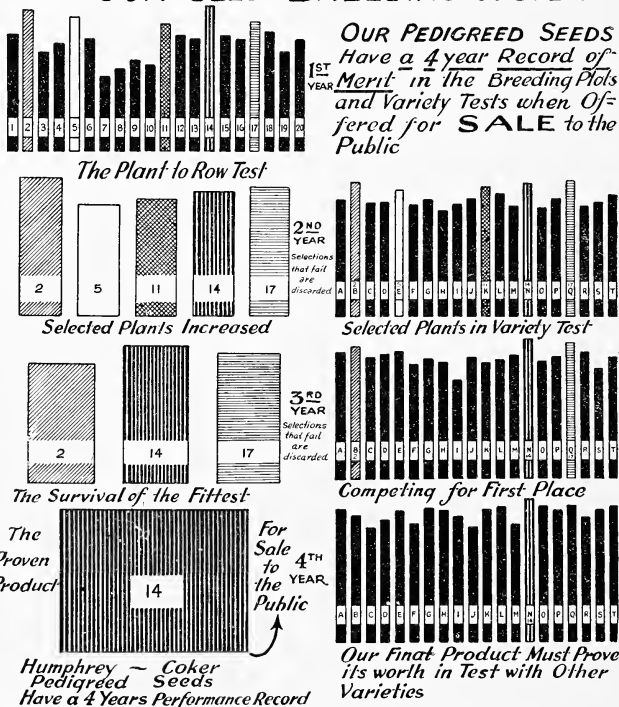 1ST
YEAR
1 2 3 4 5 6 7 8 9 10 11 12 13 14 15 16 17 18 19 20
The Plant to Row Test
OUR PEDIGREED SEEDS
Have a 4 year Record of
Merit in the Breeding Plots
and Variety Tests when Of=
fered for SALE to the
Public
2 5 11 14 17
2ND
YEAR
Selections
that fail
are
discarded
Selected Plants Increased
A B C D E F G H I J K L M N O P Q R S T
Selected Plants in Variety Test
2 14 17
3RD
YEAR
Selections
that fail
are
discarded
The Survival of the Fittest
A B C D E F G H I J K L M N O P Q R S T
Competing for First Place
The
Proven
Product
14
For
Sale
to
the
Public
4TH
YEAR
A B C D E F G H I J K L M N O P Q R S T
Humphrey ~ Coker
Pedigreed Seeds
Have a 4 Years Performance Record
Our Final Product Must Prove
its worth in Test with Other
Varieties